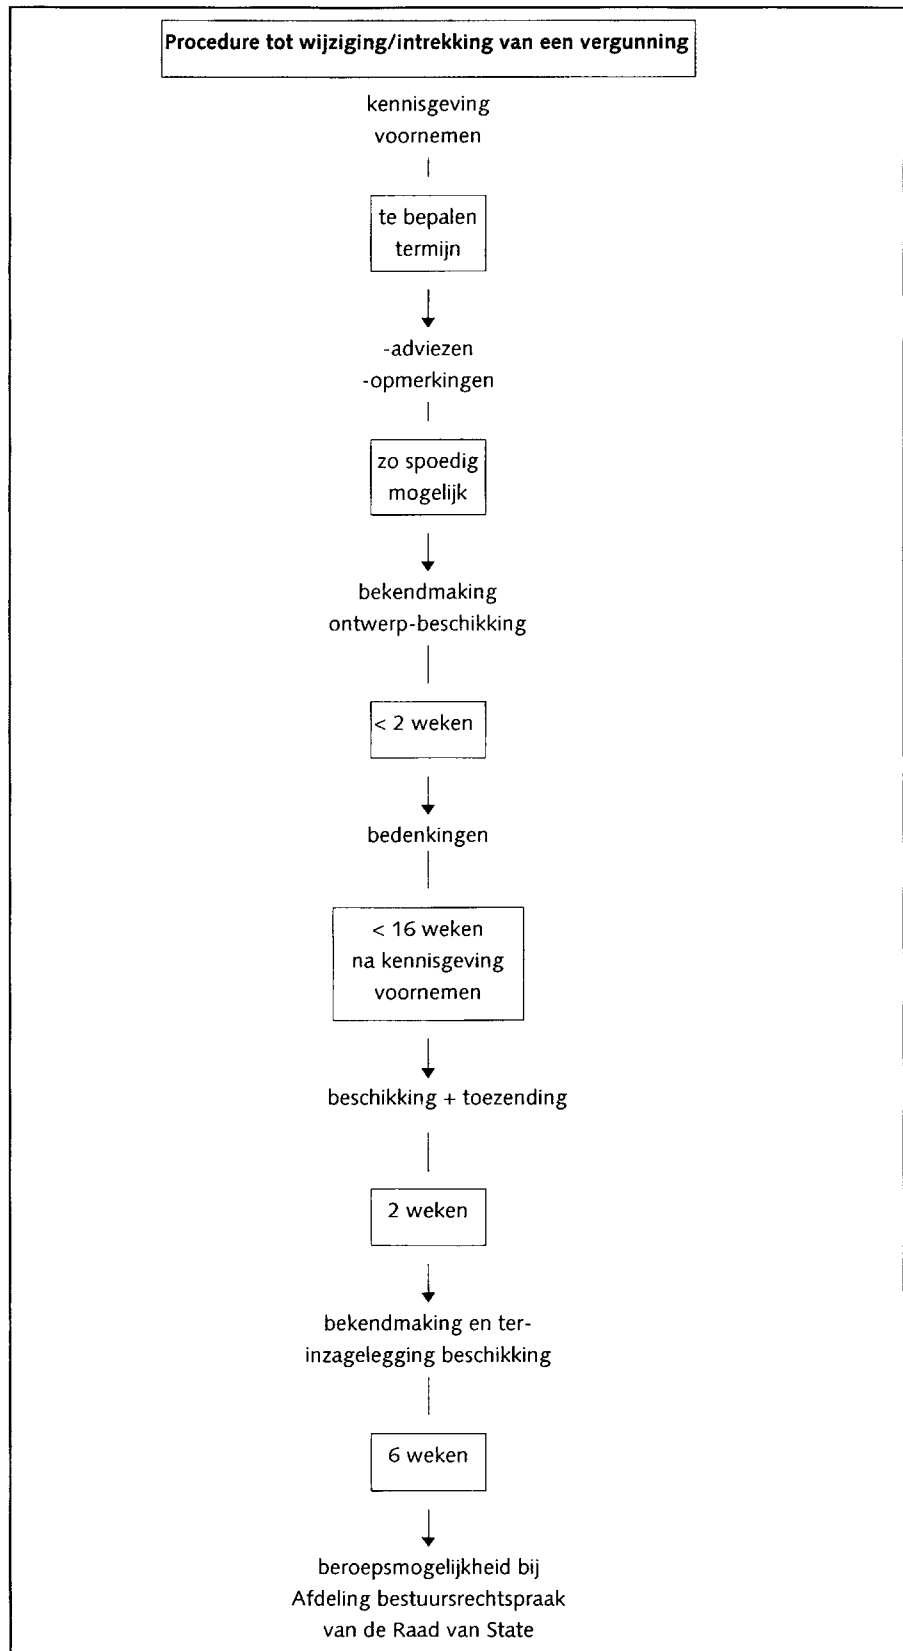 Procedure tot wijziging/intrekking van een vergunning
kennisgeving
voornemen
te bepalen
termijn
-adviezen
-opmerkingen
zo spoedig
mogelijk
bekendmaking
ontwerp-beschikking
< 2 weken
bedenkingen
< 16 weken
na kennisgeving
voornemen
beschikking + toezending
2 weken
bekendmaking en ter-
inzagelegging beschikking
6 weken
beroepsmogelijkheid bij
Afdeling bestuursrechtspraak
van de Raad van State